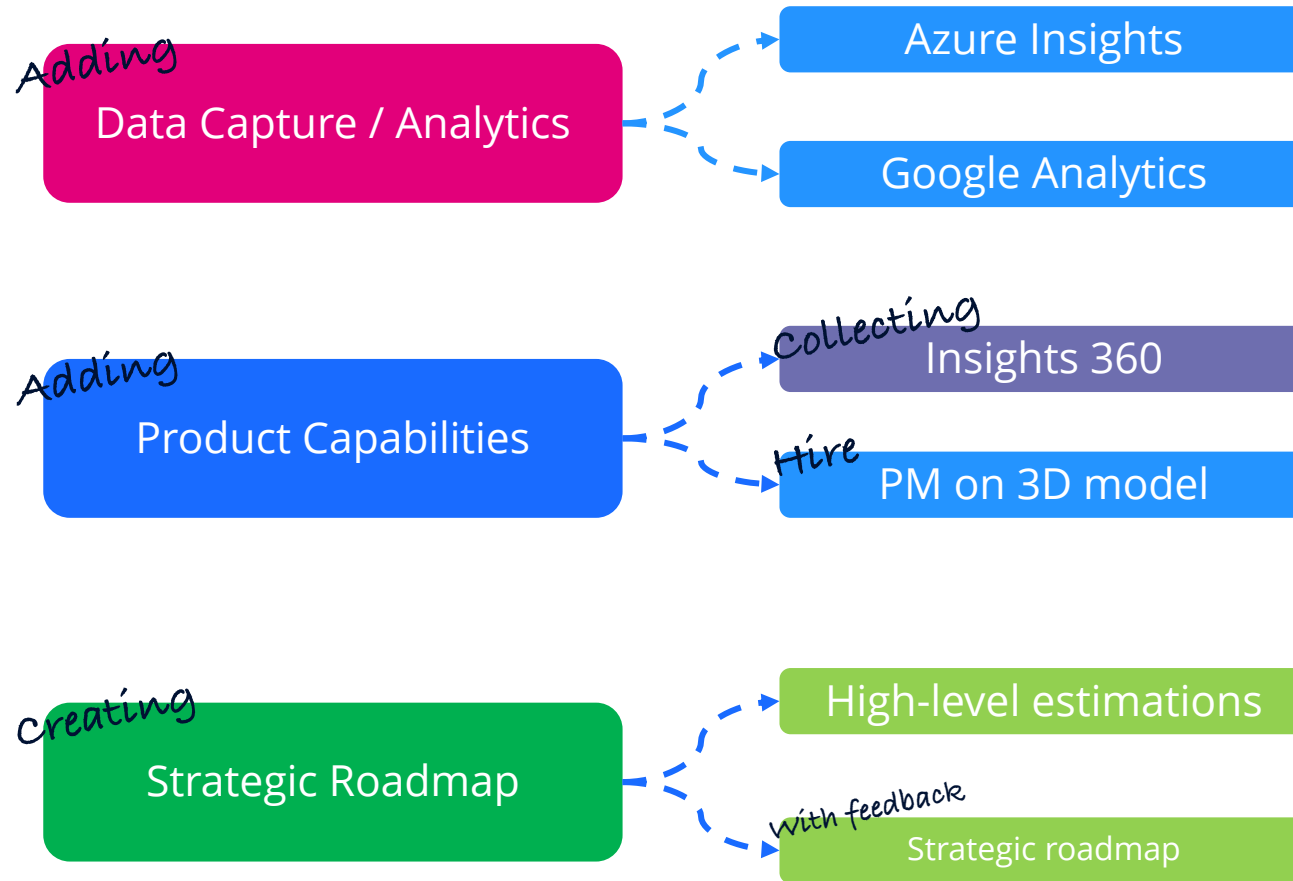 Adding
Data Capture / Analytics
Azure Insights
Google Analytics
Adding
Product Capabilities
Collecting
Insights 360
Hire
PM on 3D model
Creating
Strategic Roadmap
High-level estimations
With feedback
Strategic roadmap